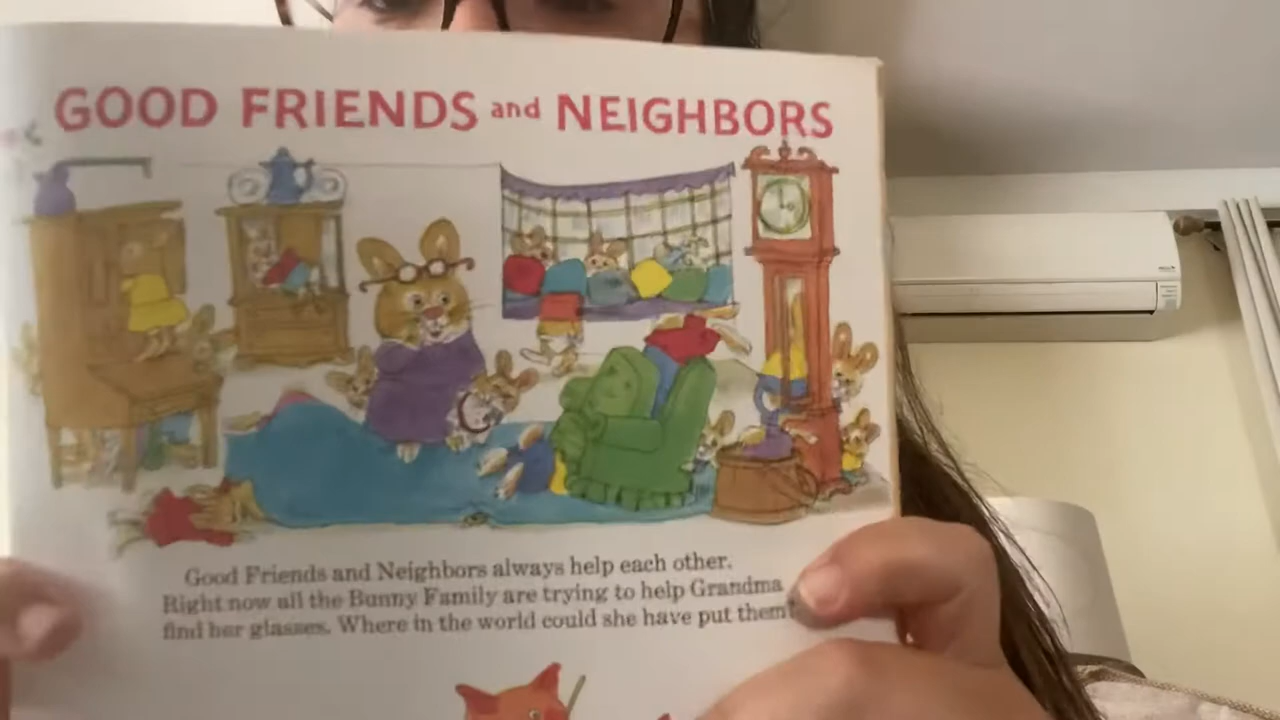 GOOD FRIENDS and NEIGHBORS
Good Friends and Neighbors always help each other.
Right now all the Bunny Family are trying to help Grandma
find her glasses. Where in the world could she have put them?